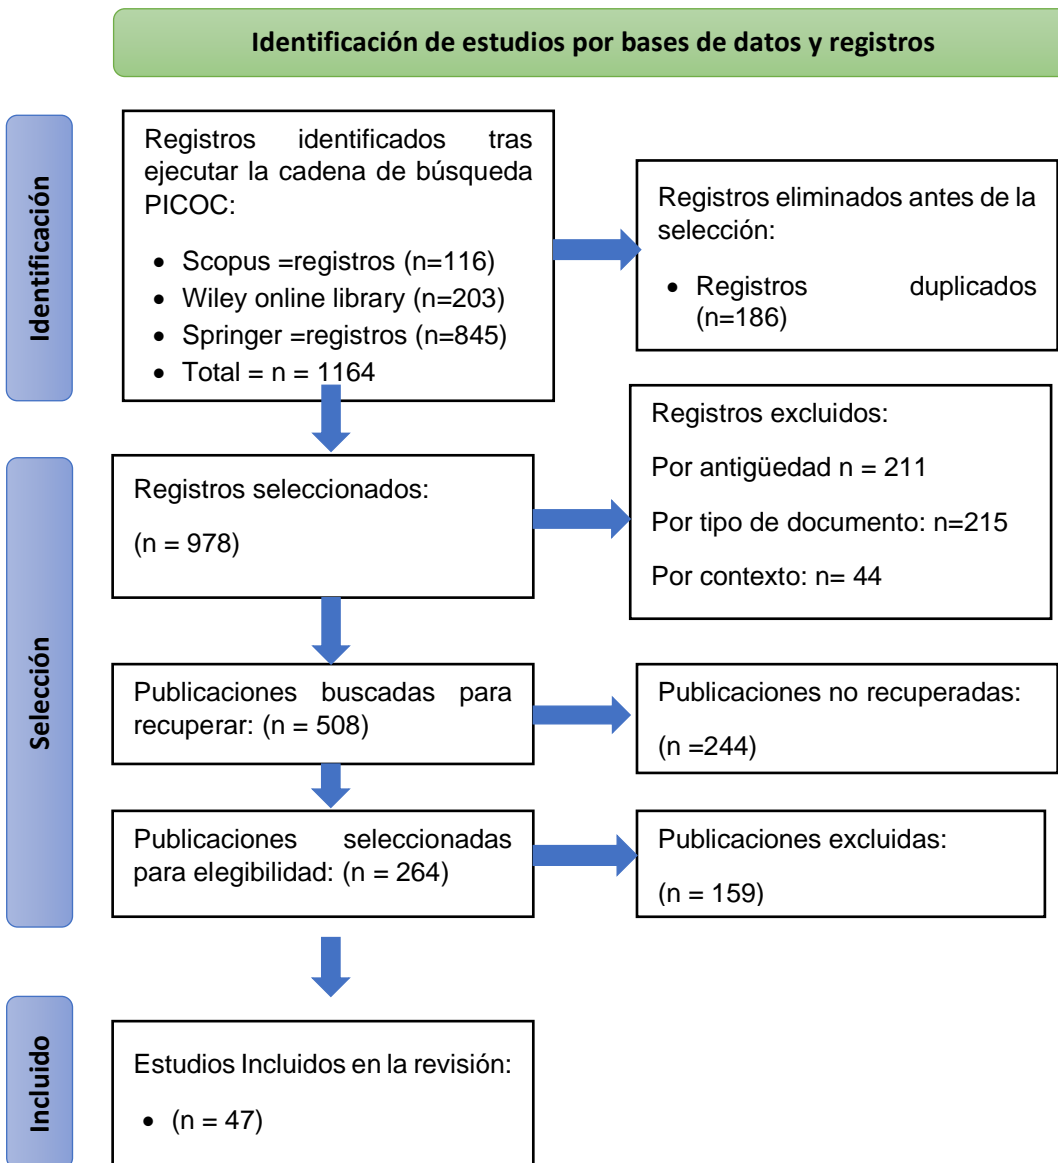 Identificación de estudios por bases de datos y registros
Identificación
Registros identificados tras
ejecutar la cadena de búsqueda
PICOC:
• Scopus =registros (n=116)
• Wiley online library (n=203)
• Springer =registros (n=845)
• Total = n = 1164
Registros eliminados antes de la
selección:
• Registros duplicados
(n=186)
Selección
Registros seleccionados:
(n = 978)
Registros excluidos:
Por antigüedad n = 211
Por tipo de documento: n=215
Por contexto: n= 44
Publicaciones buscadas para
recuperar: (n = 508)
Publicaciones no recuperadas:
(n =244)
Publicaciones seleccionadas
para elegibilidad: (n = 264)
Publicaciones excluidas:
(n = 159)
Incluido
Estudios Incluidos en la revisión:
• (n = 47)